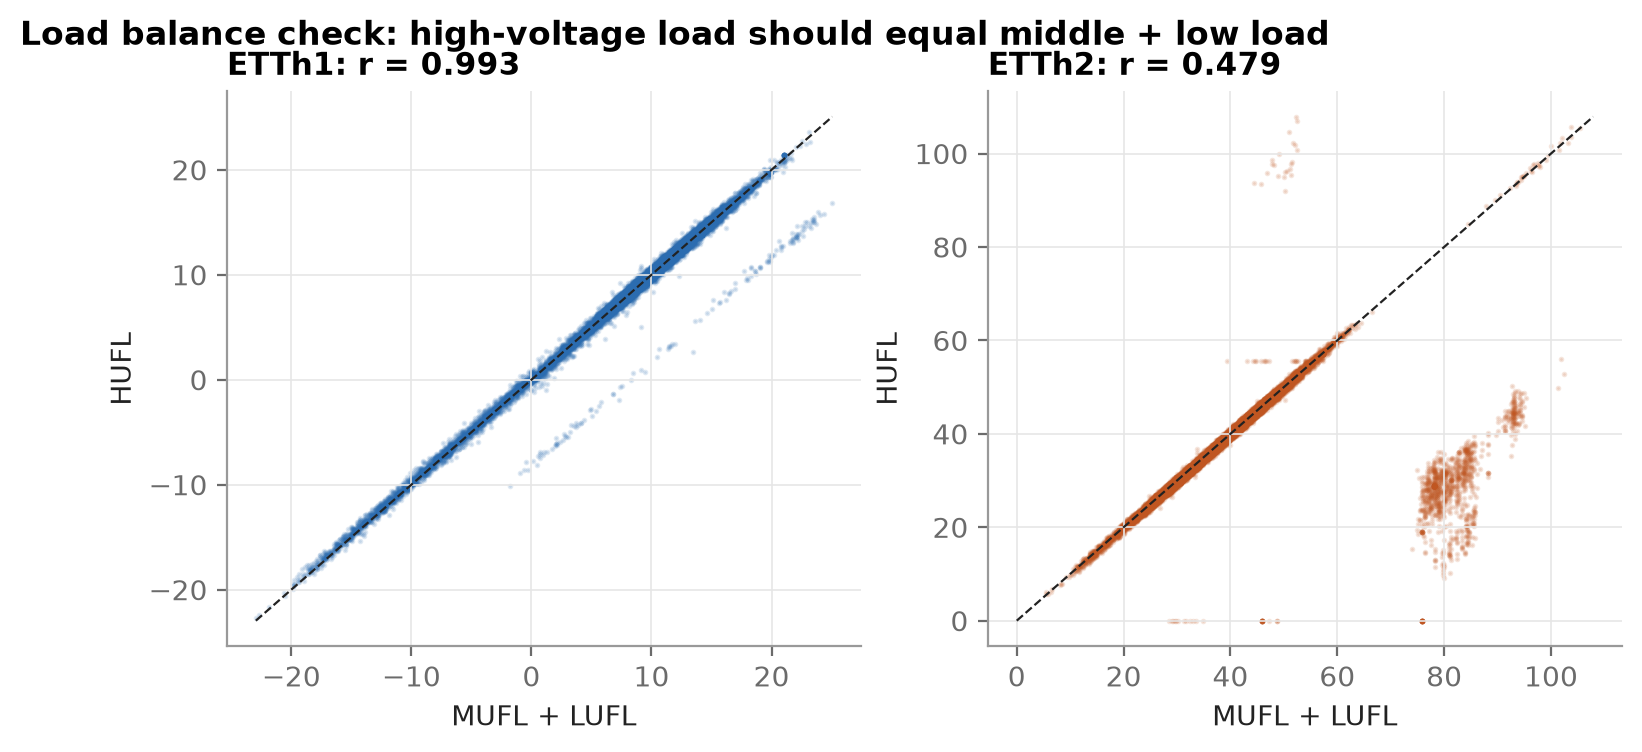 Load balance check: high-voltage load should equal middle + low load
ETTh1: r = 0.993
ETTh2: r = 0.479
HUFL
20
10
0
−10
−20
−20 −10 0 10 20
MUFL + LUFL
HUFL
100
80
60
40
20
0
0 20 40 60 80 100
MUFL + LUFL